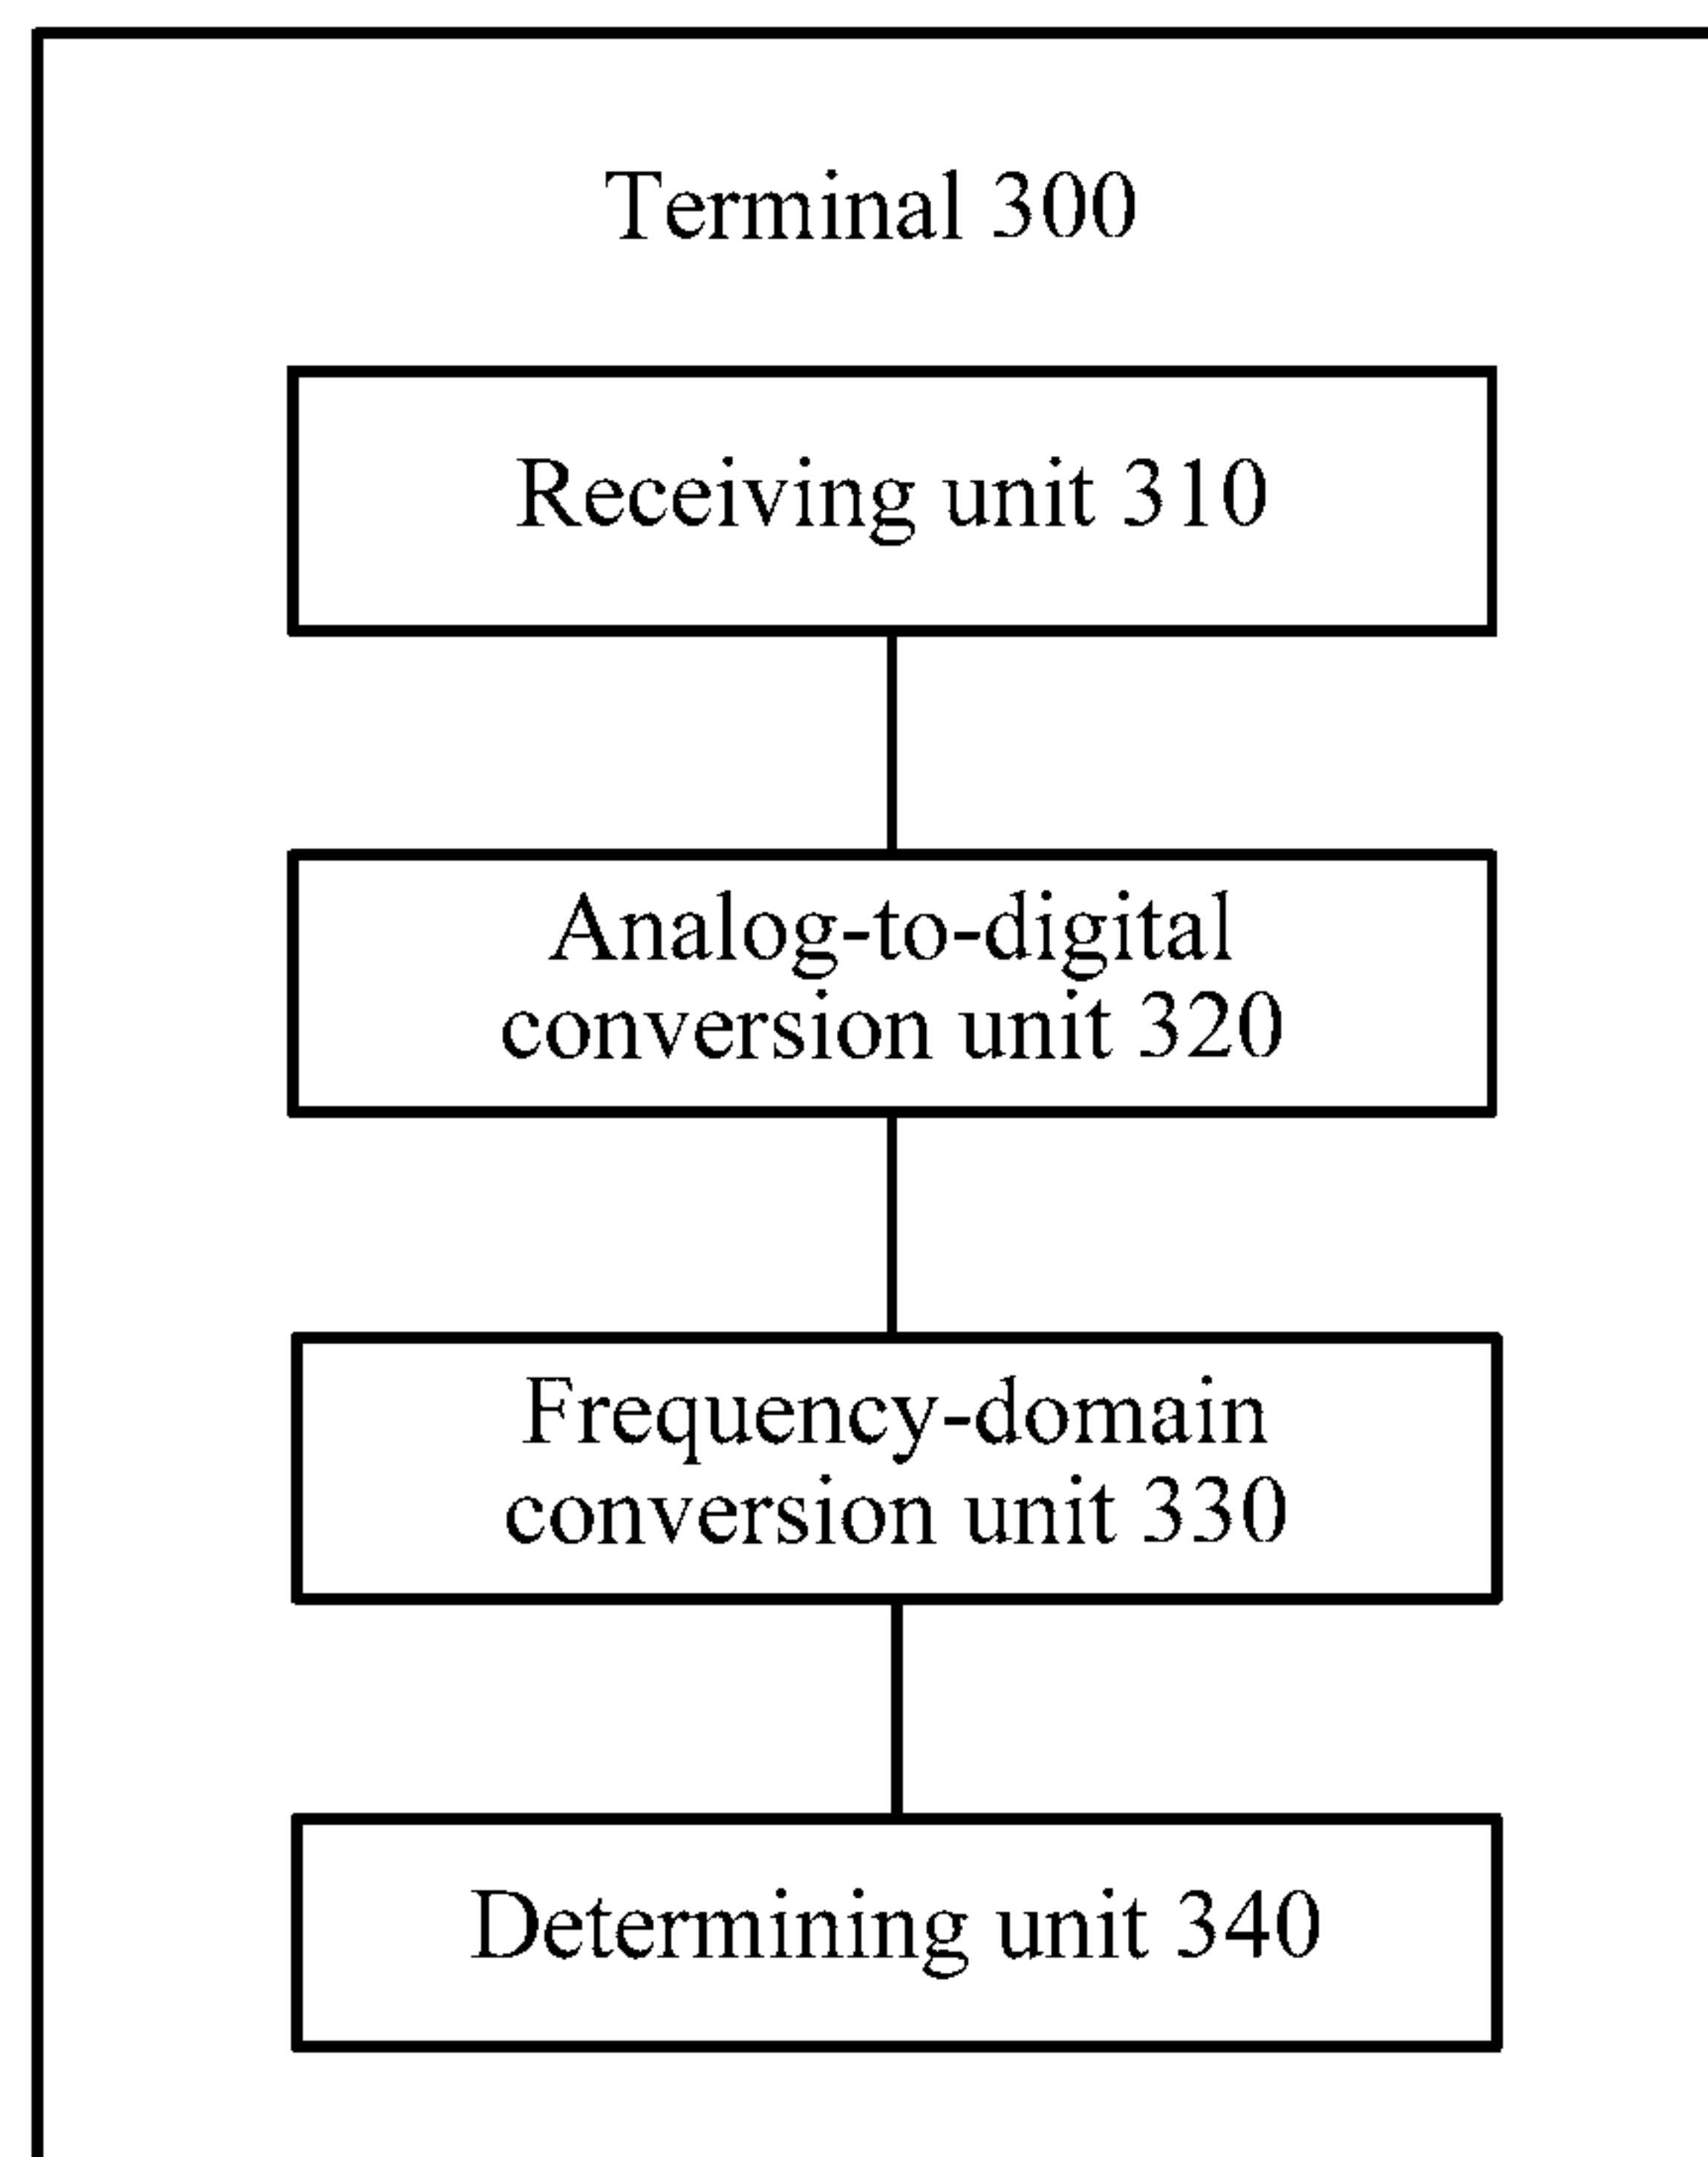 Terminal 300
Receiving unit 310
Analog-to-digital
conversion unit 320
Frequency-domain
conversion unit 330
Determining unit 340